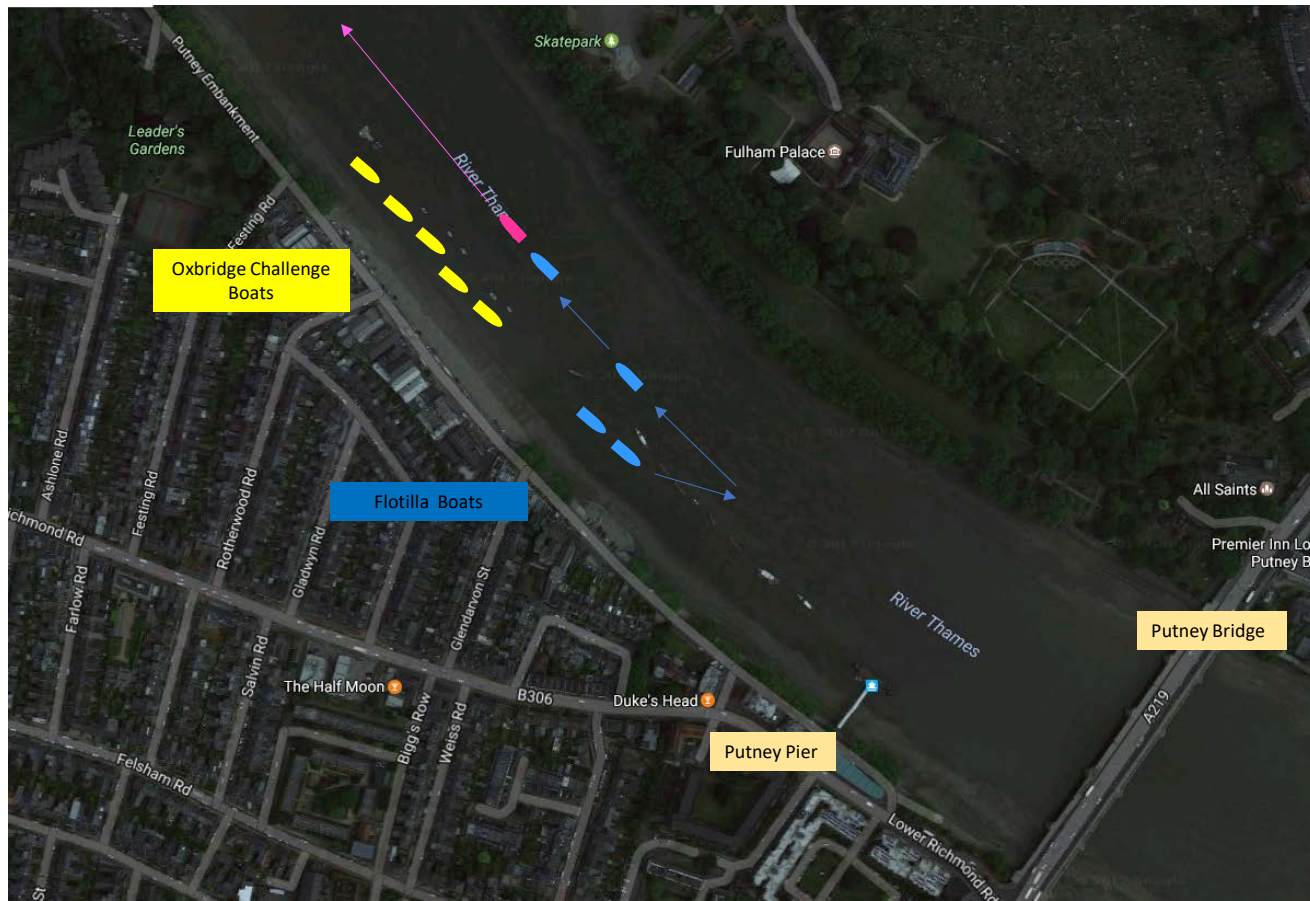 Putney Embankment
Skatepark
Leader's
Gardens
Fulham Palace
River Tham
Festing Rd
Oxbridge Challenge
Boats
Ashlone Rd
Festing Rd
Rotherwood Rd
Gladwyn Rd
Flotilla Boats
All Saints
Premier Inn Lo
Putney B
ichmond Rd
Farlow Rd
Salvin Rd
Glendarvon St
River Thames
Putney Bridge
The Half Moon
B306
Duke's Head
Bigg's Row
Weiss Rd
A219
Putney Pier
Felsham Rd
Lower Richmond Rd
St